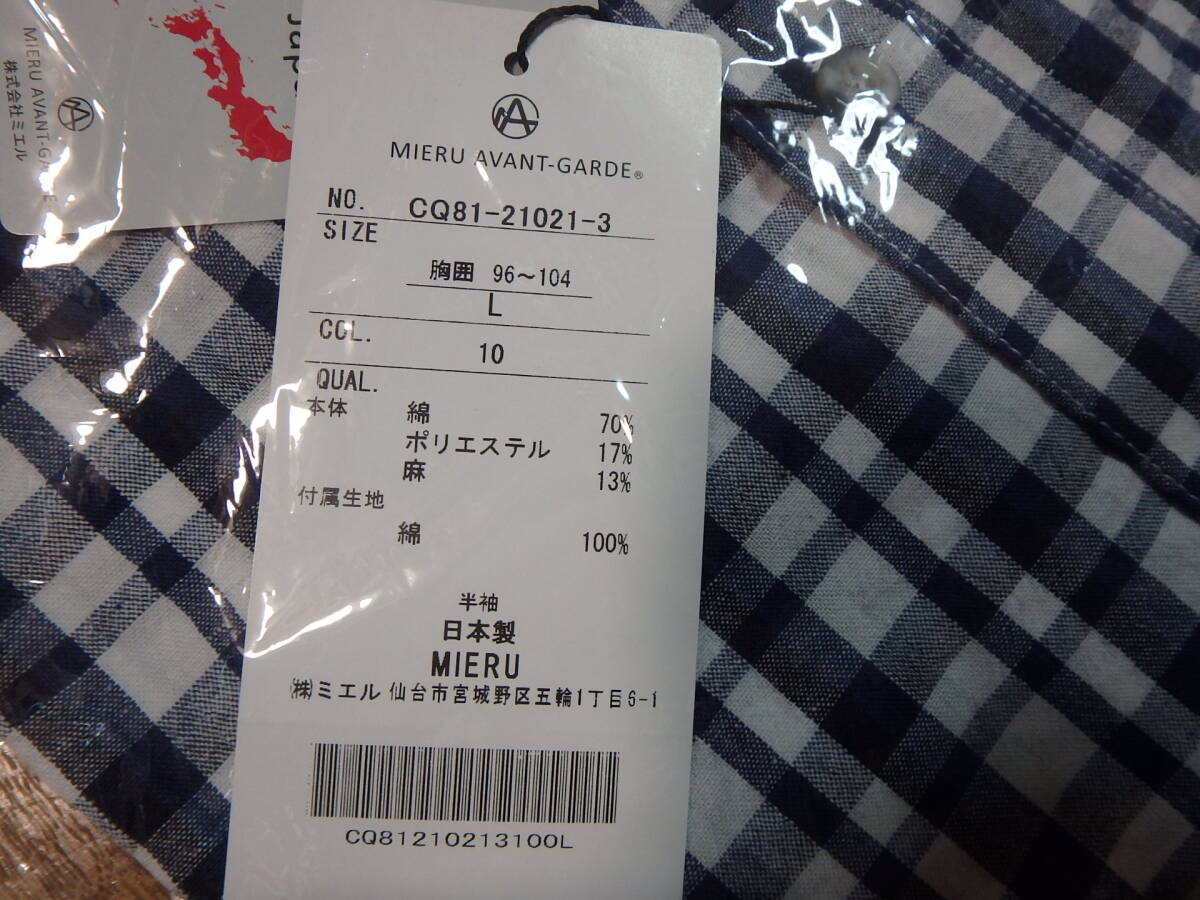 MIERU AVANT-GARDE
株式会社ミエル
MIERU AVANT-GARDE®
NO. CQ81-21021-3
SIZE
胸囲 96～104
L
COL.
10
QUAL.
本体 綿 70%
ポリエステル 17%
麻 13%
付属生地
綿 100%
半袖
日本製
MIERU
㈱ミエル 仙台市宮城野区五輪1丁目6-1
CQ81210213100L